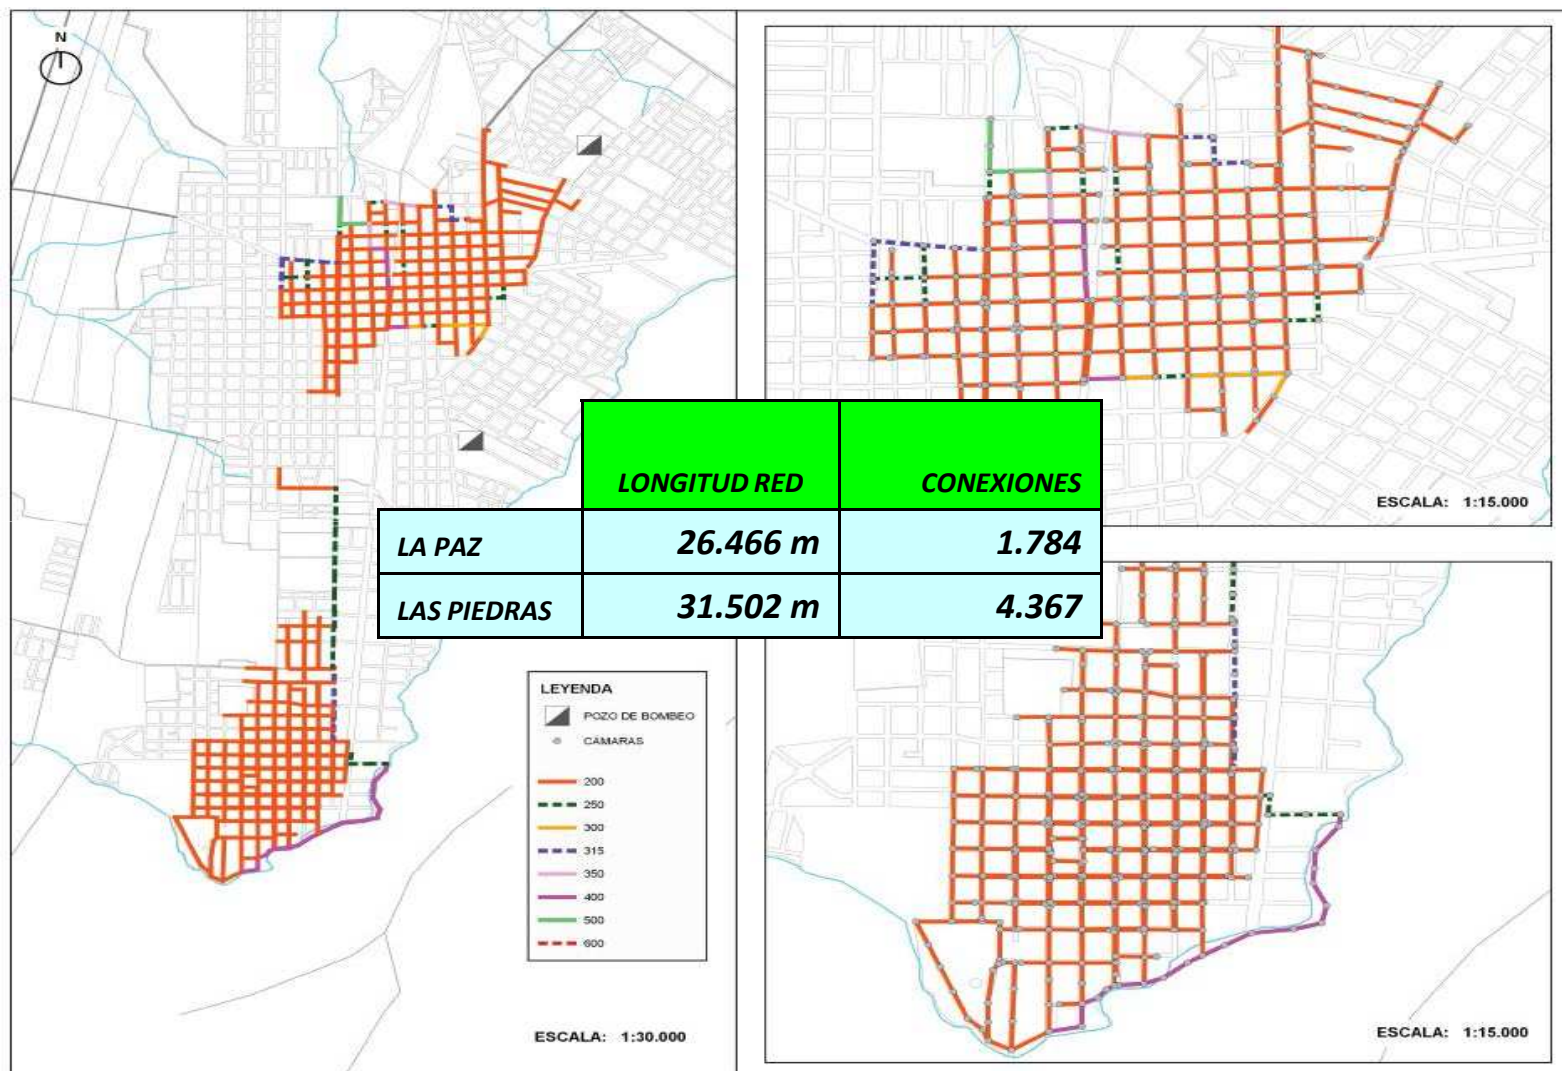 N
ESCALA: 1:15.000
LONGITUD RED CONEXIONES
LA PAZ 26.466 m 1.784
LAS PIEDRAS 31.502 m 4.367
LEYENDA
POZO DE BOMBEO
CAMARAS
200
250
300
315
350
400
500
600
ESCALA: 1:30.000
ESCALA: 1:15.000